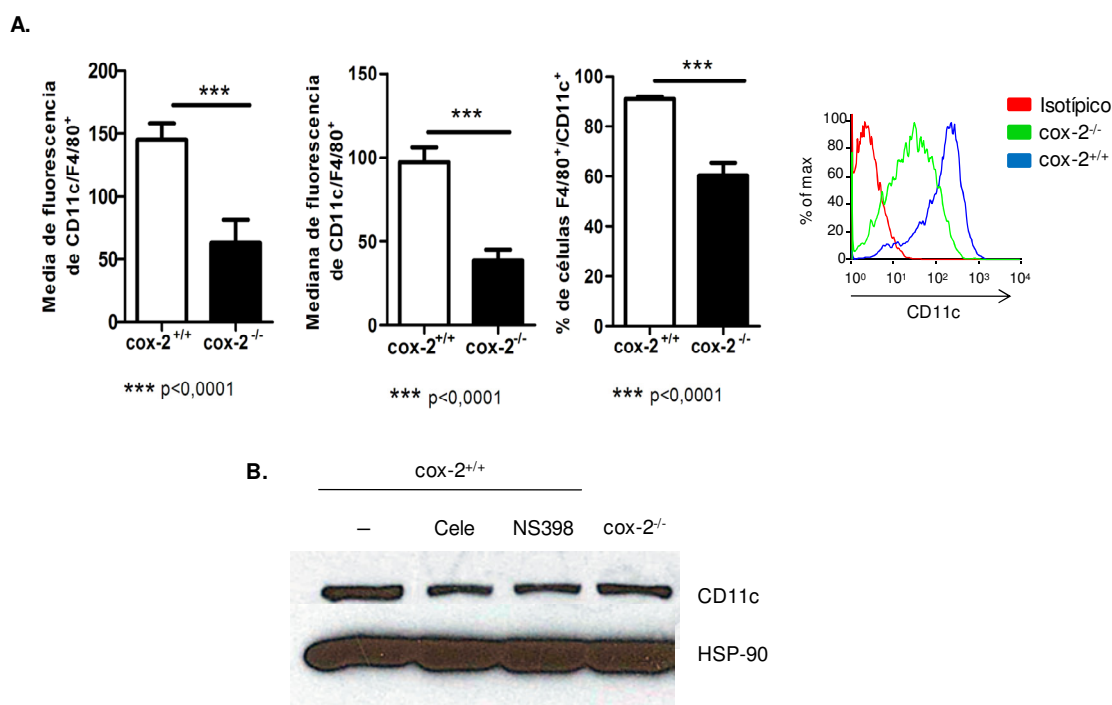 A.
Media de fluorescencia
de CD11c/F4/80⁺
200
150
100
50
0
***
cox-2⁺/⁺ cox-2⁻/⁻
*** p<0,0001
Mediana de fluorescencia
de CD11c/F4/80⁺
150
100
50
0
***
cox-2⁺/⁺ cox-2⁻/⁻
*** p<0,0001
% de células F4/80⁺/CD11c⁺
100
80
60
40
20
0
***
cox-2⁺/⁺ cox-2⁻/⁻
*** p<0,0001
% of max
100
80
60
40
20
0
10⁰ 10¹ 10² 10³ 10⁴
CD11c
Isotípico
cox-2⁻/⁻
cox-2⁺/⁺
B.
cox-2⁺/⁺
– Cele NS398 cox-2⁻/⁻
CD11c
HSP-90